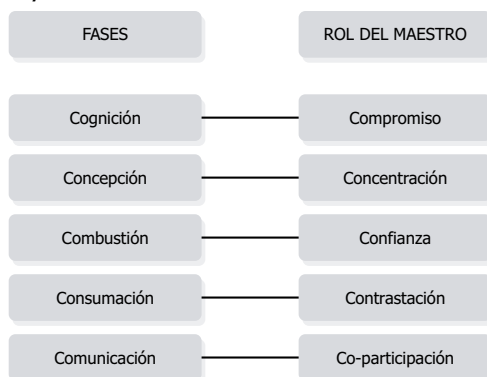 FASES
ROL DEL MAESTRO
Cognición
Compromiso
Concepción
Concentración
Combustión
Confianza
Consumación
Contrastación
Comunicación
Co-participación